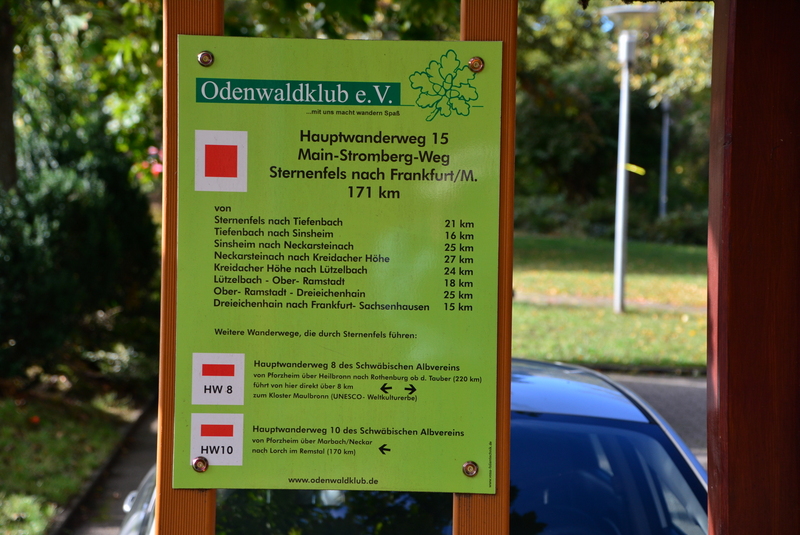 Odenwaldklub e.V.
...mit uns macht wandern Spaß
Hauptwanderweg 15
Main-Stromberg-Weg
Sternenfels nach Frankfurt/M.
171 km
von
Sternenfels nach Tiefenbach 21 km
Tiefenbach nach Sinsheim 16 km
Sinsheim nach Neckarsteinach 25 km
Neckarsteinach nach Kreidacher Höhe 27 km
Kreidacher Höhe nach Lützelbach 24 km
Lützelbach - Ober- Ramstadt 18 km
Ober- Ramstadt - Dreieichenhain 25 km
Dreieichenhain nach Frankfurt- Sachsenhausen 15 km
Weitere Wanderwege, die durch Sternenfels führen:
HW 8
Hauptwanderweg 8 des Schwäbischen Albvereins
von Pforzheim über Heilbronn nach Rothenburg ob d. Tauber (220 km)
führt von hier direkt über 8 km
zum Kloster Maulbronn (UNESCO- Weltkulturerbe)
HW10
Hauptwanderweg 10 des Schwäbischen Albvereins
von Pforzheim über Marbach/Neckar
nach Lorch im Remstal (170 km)
www.odenwaldklub.de